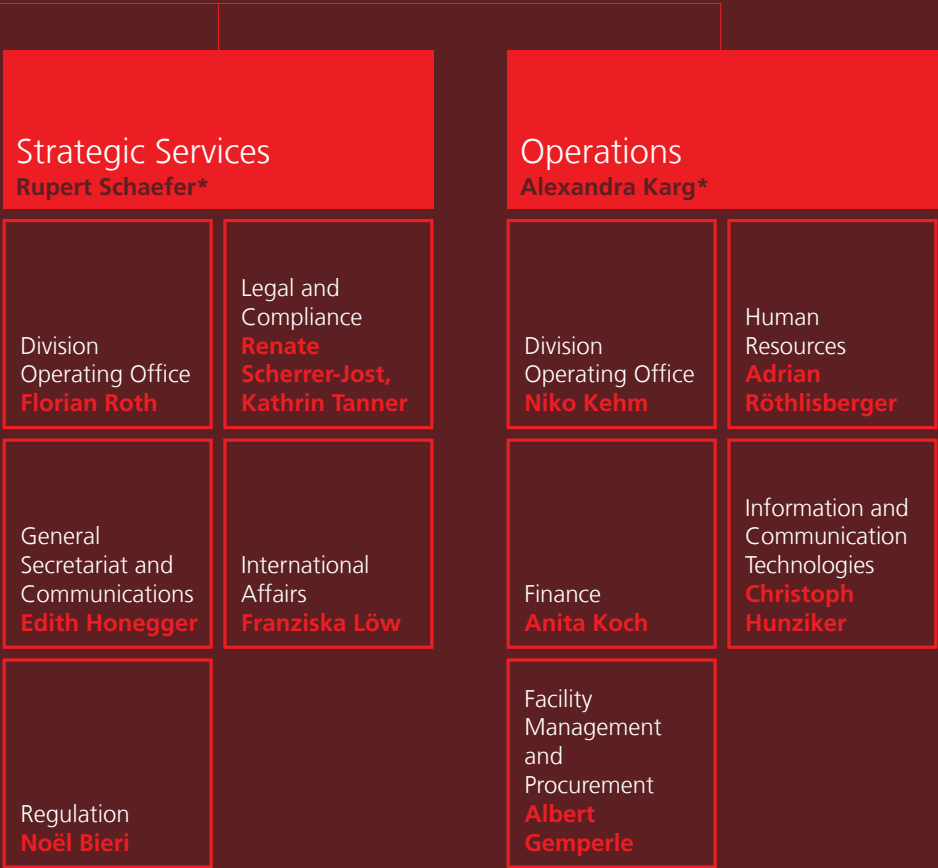 Strategic Services
Rupert Schaefer*
Division
Operating Office
Florian Roth
Legal and
Compliance
Renate
Scherrer-Jost,
Kathrin Tanner
General
Secretariat and
Communications
Edith Honegger
International
Affairs
Franziska Löw
Regulation
Noël Bieri
Operations
Alexandra Karg*
Division
Operating Office
Niko Kehm
Human
Resources
Adrian
Röthlisberger
Finance
Anita Koch
Information and
Communication
Technologies
Christoph
Hunziker
Facility
Management
and
Procurement
Albert
Gemperle